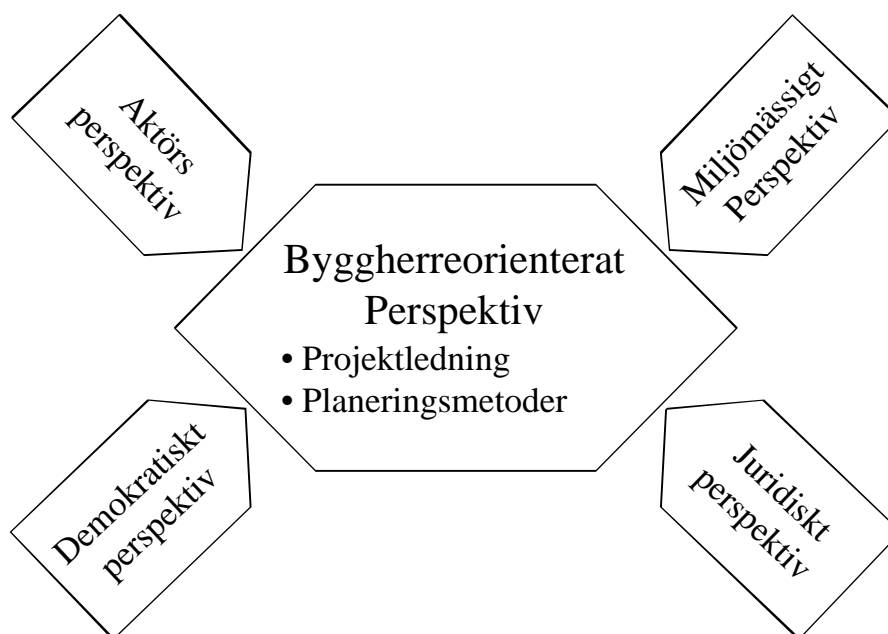 Aktörs
perspektiv
Miljömässigt
Perspektiv
Byggherreorienterat
Perspektiv
• Projektledning
• Planeringsmetoder
Demokratiskt
perspektiv
Juridiskt
perspektiv